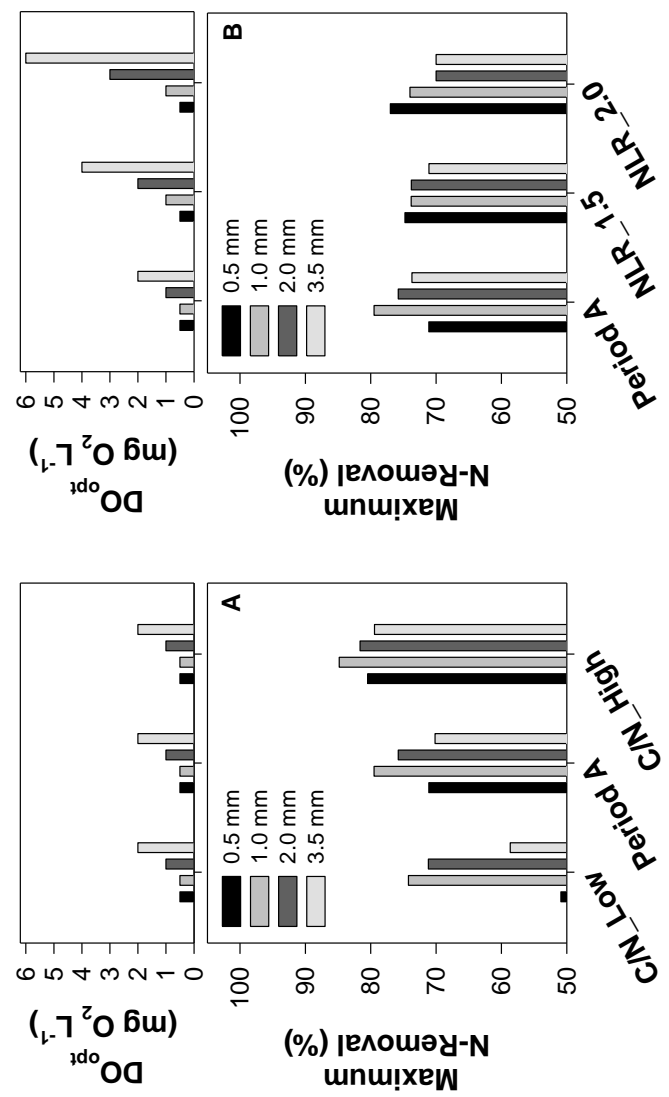 DOopt
(mg O2 L-1)
6
5
4
3
2
1
0
A
0.5 mm
1.0 mm
2.0 mm
3.5 mm
Maximum
N-Removal (%)
100
90
80
70
60
50
C/N_Low
Period A
C/N_High
DOopt
(mg O2 L-1)
6
5
4
3
2
1
0
B
0.5 mm
1.0 mm
2.0 mm
3.5 mm
Maximum
N-Removal (%)
100
90
80
70
60
50
Period A
NLR_1.5
NLR_2.0